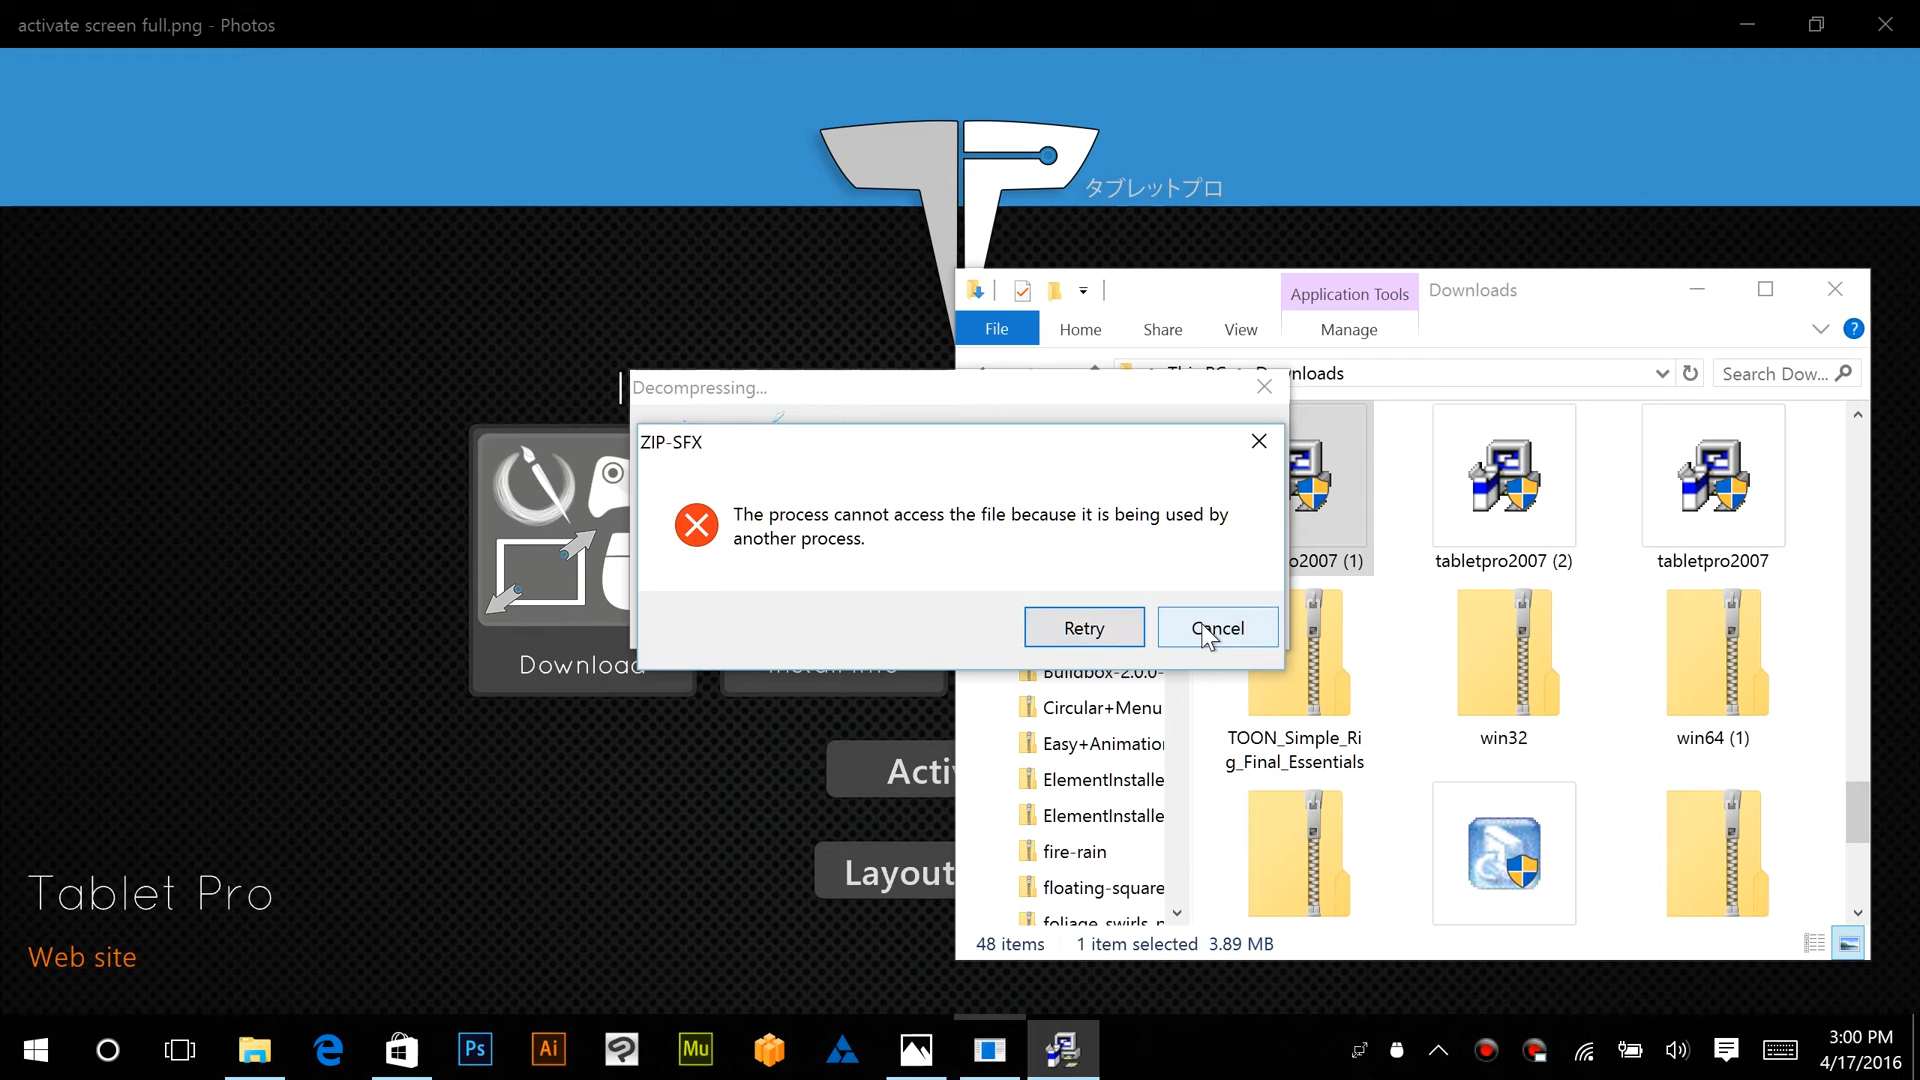 activate screen full.png - Photos
タブレットプロ
Application Tools
Downloads
File
Home
Share
View
Manage
Search Dow...
Decompressing...
ZIP-SFX
The process cannot access the file because it is being used by
another process.
Retry
Cancel
o2007 (1)
tabletpro2007 (2)
tabletpro2007
Download
Circular+Menu
Easy+Animation
ElementInstalle
ElementInstalle
fire-rain
floating-square
TOON_Simple_Ri
g_Final_Essentials
win32
win64 (1)
Acti
Layout
Tablet Pro
Web site
48 items
1 item selected 3.89 MB
Ps
Ai
Mu
3:00 PM
4/17/2016